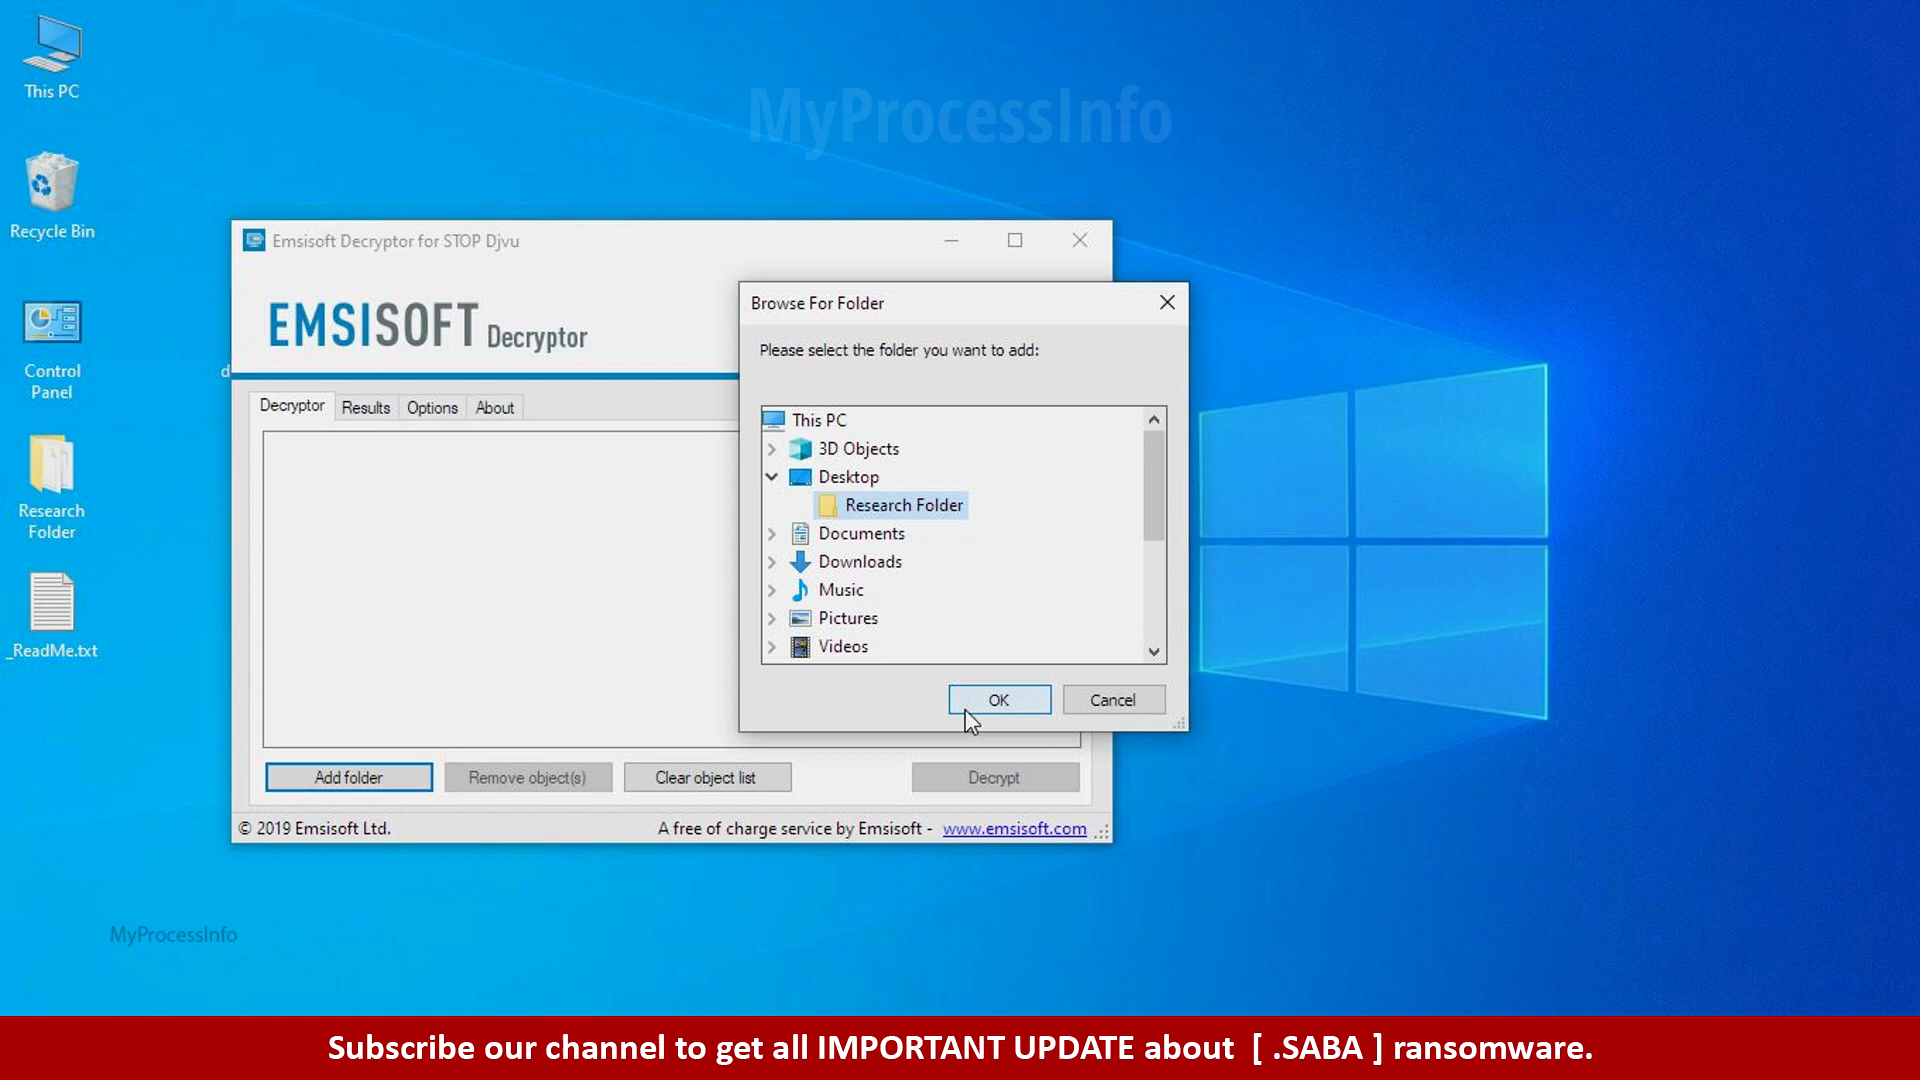 This PC
Recycle Bin
Control
Panel
Research
Folder
_ReadMe.txt
MyProcessInfo
d
Emsisoft Decryptor for STOP Djvu
EMSISOFT Decryptor
Decryptor Results Options About
Browse For Folder
Please select the folder you want to add:
This PC
3D Objects
Desktop
Research Folder
Documents
Downloads
Music
Pictures
Videos
OK Cancel
Add folder Remove object(s) Clear object list Decrypt
© 2019 Emsisoft Ltd. A free of charge service by Emsisoft - www.emsisoft.com
MyProcessInfo
Subscribe our channel to get all IMPORTANT UPDATE about [ .SABA ] ransomware.